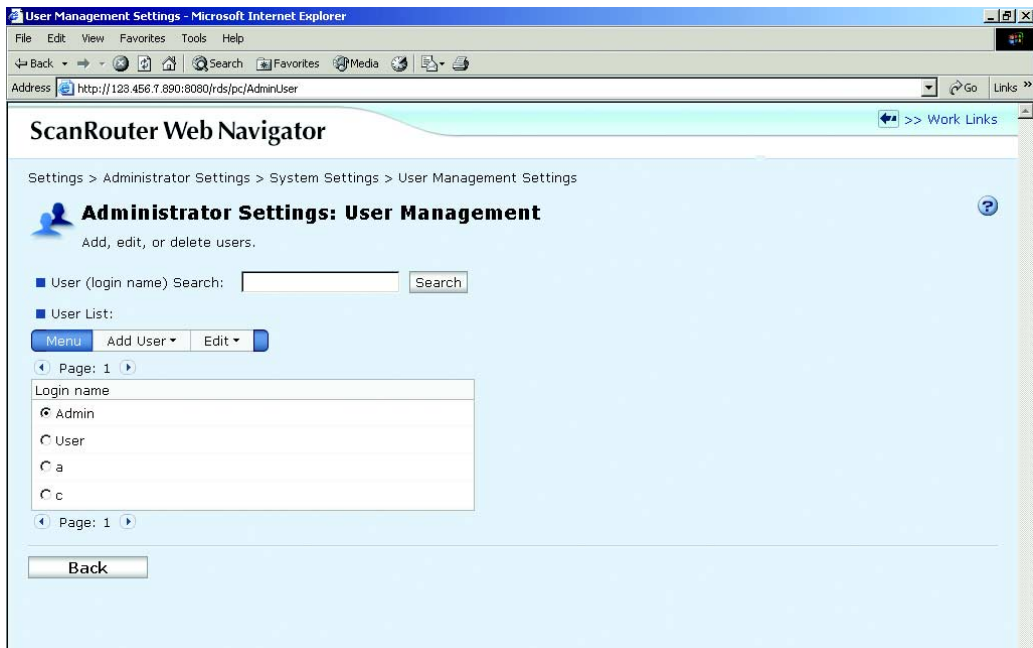 User Management Settings - Microsoft Internet Explorer
File Edit View Favorites Tools Help
Back Search Favorites Media
Address http://123.456.7.890:8080/rds/pc/AdminUser Go Links »
ScanRouter Web Navigator
>> Work Links
Settings > Administrator Settings > System Settings > User Management Settings
Administrator Settings: User Management
?
Add, edit, or delete users.
User (login name) Search: Search
User List:
Menu Add User Edit
Page: 1
Login name
Admin
User
a
c
Page: 1
Back